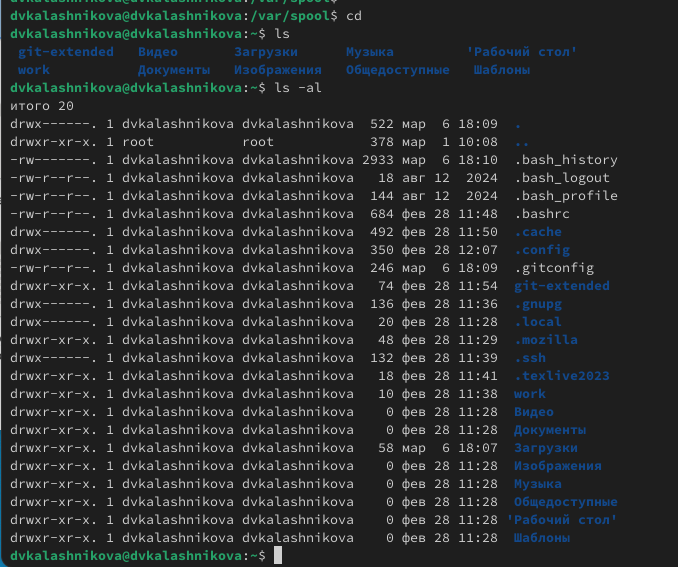 dvkalashnikova@dvkalashnikova:/var/spool$
dvkalashnikova@dvkalashnikova:/var/spool$ cd
dvkalashnikova@dvkalashnikova:~$ ls
git-extended Видео Загрузки Музыка 'Рабочий стол'
work Документы Изображения Общедоступные Шаблоны
dvkalashnikova@dvkalashnikova:~$ ls -al
итого 20
drwx------. 1 dvkalashnikova dvkalashnikova 522 мар 6 18:09 .
drwxr-xr-x. 1 root root 378 мар 1 10:08 ..
-rw-------. 1 dvkalashnikova dvkalashnikova 2933 мар 6 18:10 .bash_history
-rw-r--r--. 1 dvkalashnikova dvkalashnikova 18 авг 12 2024 .bash_logout
-rw-r--r--. 1 dvkalashnikova dvkalashnikova 144 авг 12 2024 .bash_profile
-rw-r--r--. 1 dvkalashnikova dvkalashnikova 684 фев 28 11:48 .bashrc
drwx------. 1 dvkalashnikova dvkalashnikova 492 фев 28 11:50 .cache
drwx------. 1 dvkalashnikova dvkalashnikova 350 фев 28 12:07 .config
-rw-r--r--. 1 dvkalashnikova dvkalashnikova 246 мар 6 18:09 .gitconfig
drwxr-xr-x. 1 dvkalashnikova dvkalashnikova 74 фев 28 11:54 git-extended
drwx------. 1 dvkalashnikova dvkalashnikova 136 фев 28 11:36 .gnupg
drwx------. 1 dvkalashnikova dvkalashnikova 20 фев 28 11:28 .local
drwxr-xr-x. 1 dvkalashnikova dvkalashnikova 48 фев 28 11:29 .mozilla
drwx------. 1 dvkalashnikova dvkalashnikova 132 фев 28 11:39 .ssh
drwxr-xr-x. 1 dvkalashnikova dvkalashnikova 18 фев 28 11:41 .texlive2023
drwxr-xr-x. 1 dvkalashnikova dvkalashnikova 10 фев 28 11:38 work
drwxr-xr-x. 1 dvkalashnikova dvkalashnikova 0 фев 28 11:28 Видео
drwxr-xr-x. 1 dvkalashnikova dvkalashnikova 0 фев 28 11:28 Документы
drwxr-xr-x. 1 dvkalashnikova dvkalashnikova 58 мар 6 18:07 Загрузки
drwxr-xr-x. 1 dvkalashnikova dvkalashnikova 0 фев 28 11:28 Изображения
drwxr-xr-x. 1 dvkalashnikova dvkalashnikova 0 фев 28 11:28 Музыка
drwxr-xr-x. 1 dvkalashnikova dvkalashnikova 0 фев 28 11:28 Общедоступные
drwxr-xr-x. 1 dvkalashnikova dvkalashnikova 0 фев 28 11:28 'Рабочий стол'
drwxr-xr-x. 1 dvkalashnikova dvkalashnikova 0 фев 28 11:28 Шаблоны
dvkalashnikova@dvkalashnikova:~$